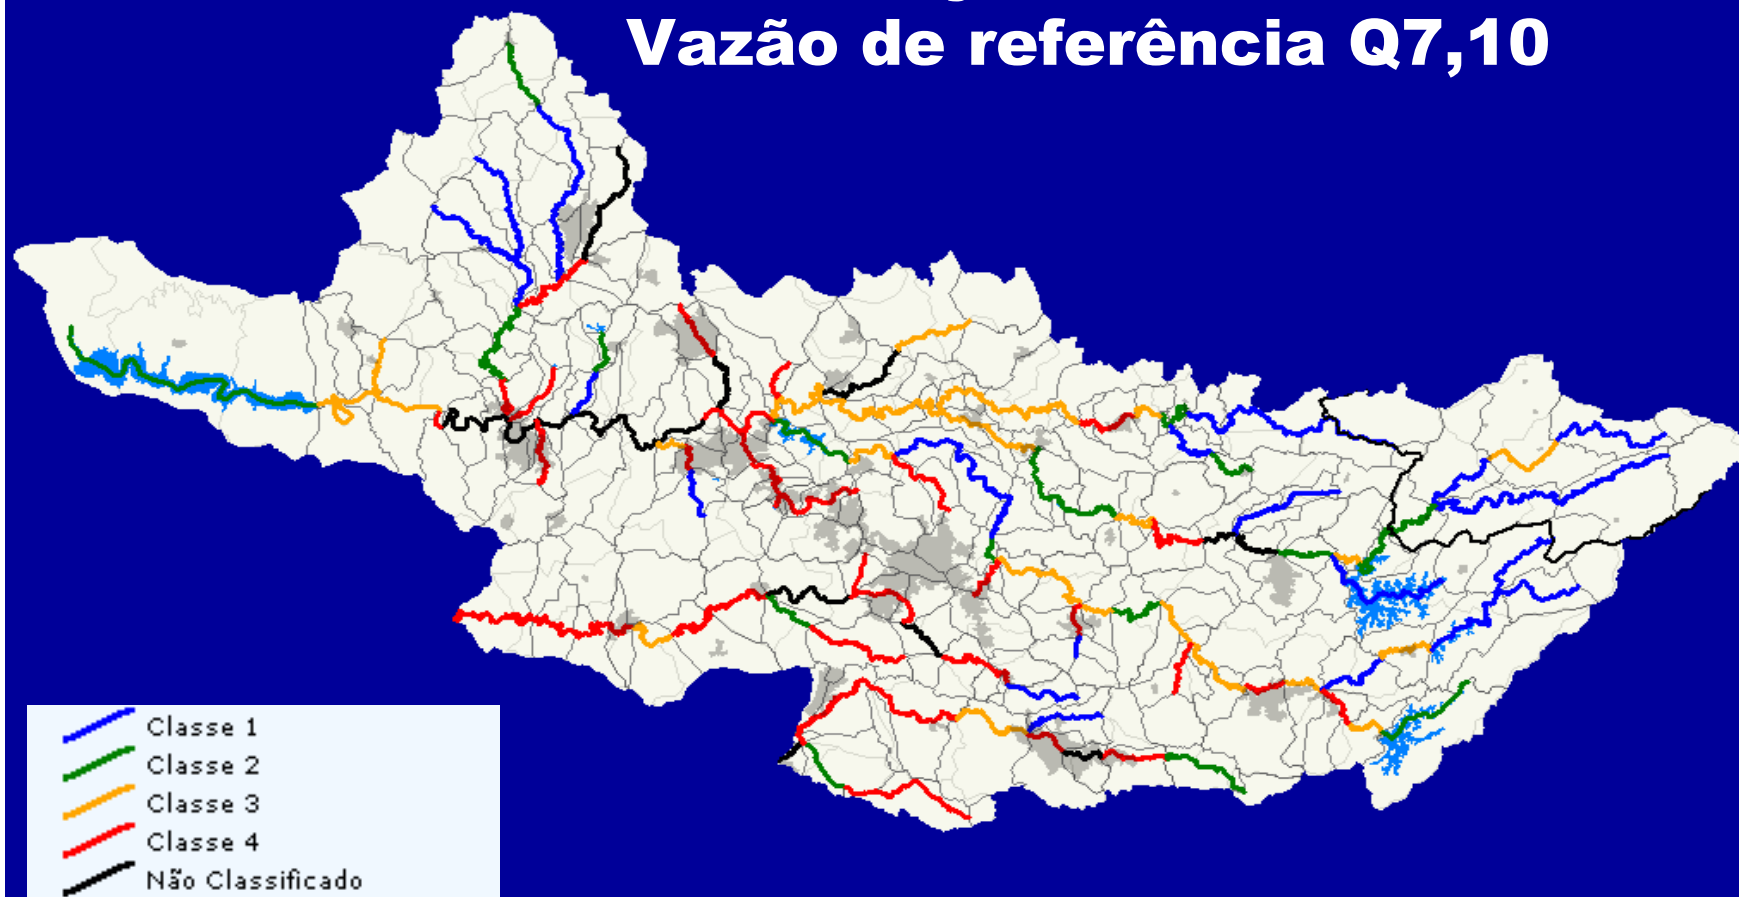 Vazão de referência Q7,10
Classe 1
Classe 2
Classe 3
Classe 4
Não Classificado